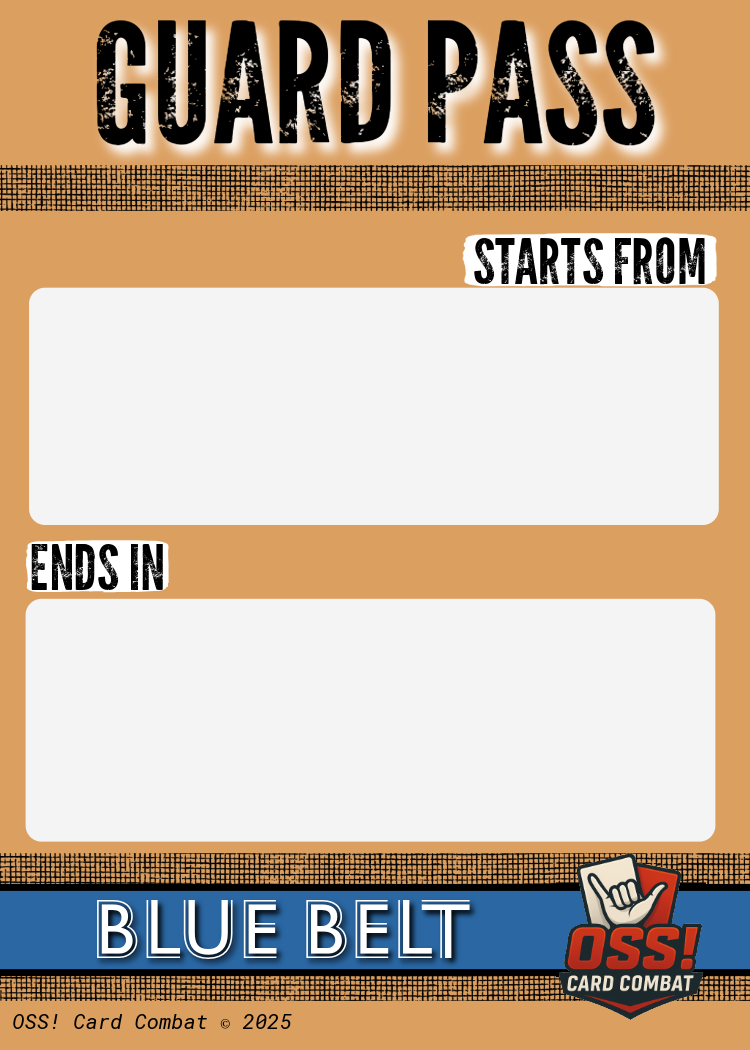 GUARD PASS
STARTS FROM
ENDS IN
BLUE BELT
OSS!
CARD COMBAT
OSS! Card Combat © 2025